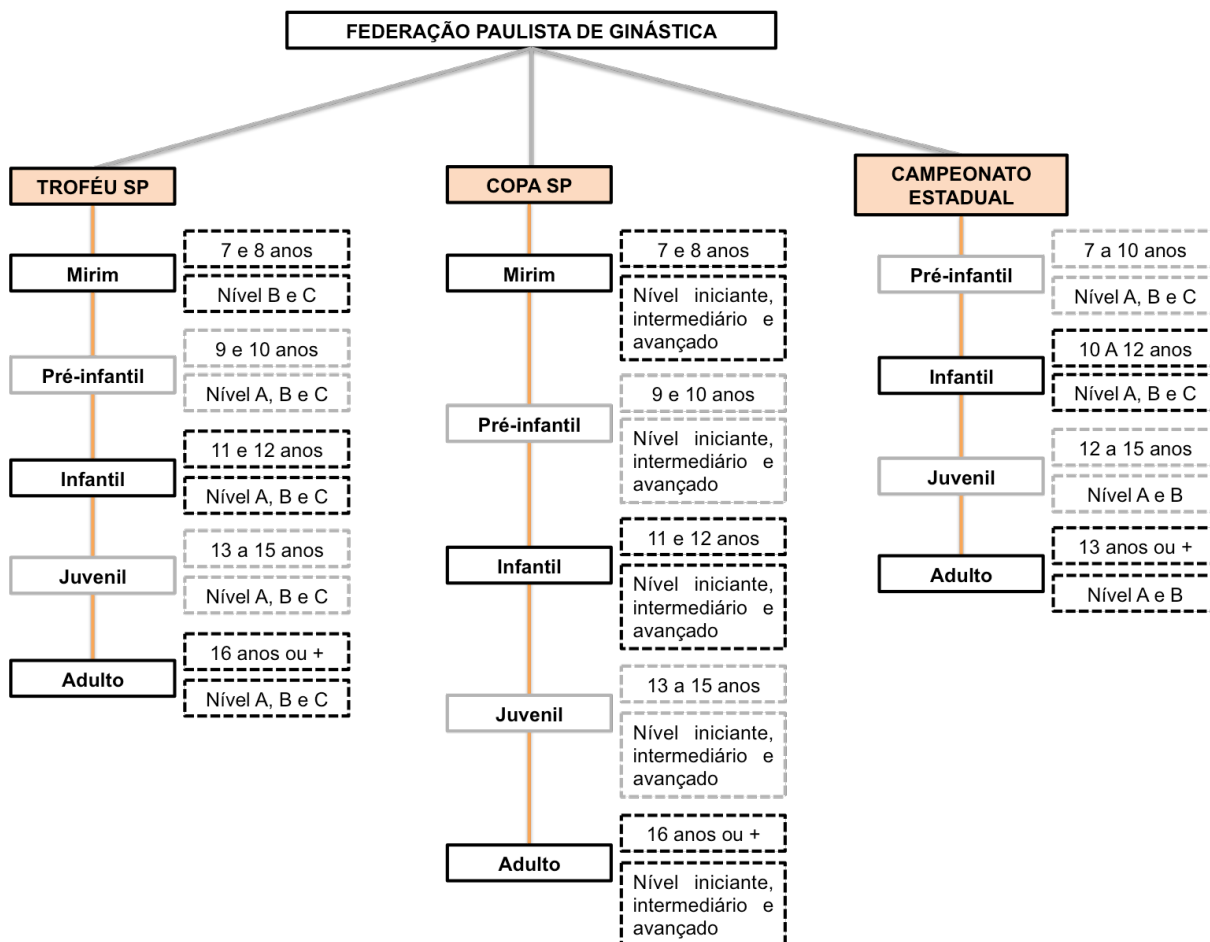 FEDERAÇÃO PAULISTA DE GINÁSTICA
TROFÉU SP
Mirim
7 e 8 anos
Nível B e C
Pré-infantil
9 e 10 anos
Nível A, B e C
Infantil
11 e 12 anos
Nível A, B e C
Juvenil
13 a 15 anos
Nível A, B e C
Adulto
16 anos ou +
Nível A, B e C
COPA SP
Mirim
7 e 8 anos
Nível iniciante,
intermediário e
avançado
Pré-infantil
9 e 10 anos
Nível iniciante,
intermediário e
avançado
Infantil
11 e 12 anos
Nível iniciante,
intermediário e
avançado
Juvenil
13 a 15 anos
Nível iniciante,
intermediário e
avançado
Adulto
16 anos ou +
Nível iniciante,
intermediário e
avançado
CAMPEONATO
ESTADUAL
Pré-infantil
7 a 10 anos
Nível A, B e C
Infantil
10 A 12 anos
Nível A, B e C
Juvenil
12 a 15 anos
Nível A e B
Adulto
13 anos ou +
Nível A e B